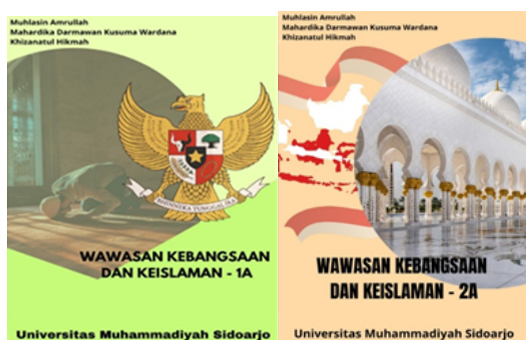 Muhlasin Amrullah
Mahardika Darmawan Kusuma Wardana
Khizanatul Hikmah
BHINNEKA TUNGGAL IKA
WAWASAN KEBANGSAAN
DAN KEISLAMAN - 1A
Universitas Muhammadiyah Sidoarjo
Muhlasin Amrullah
Mahardika Darmawan Kusuma Wardana
Khizanatul Hikmah
WAWASAN KEBANGSAAN
DAN KEISLAMAN - 2A
Universitas Muhammadiyah Sidoarjo